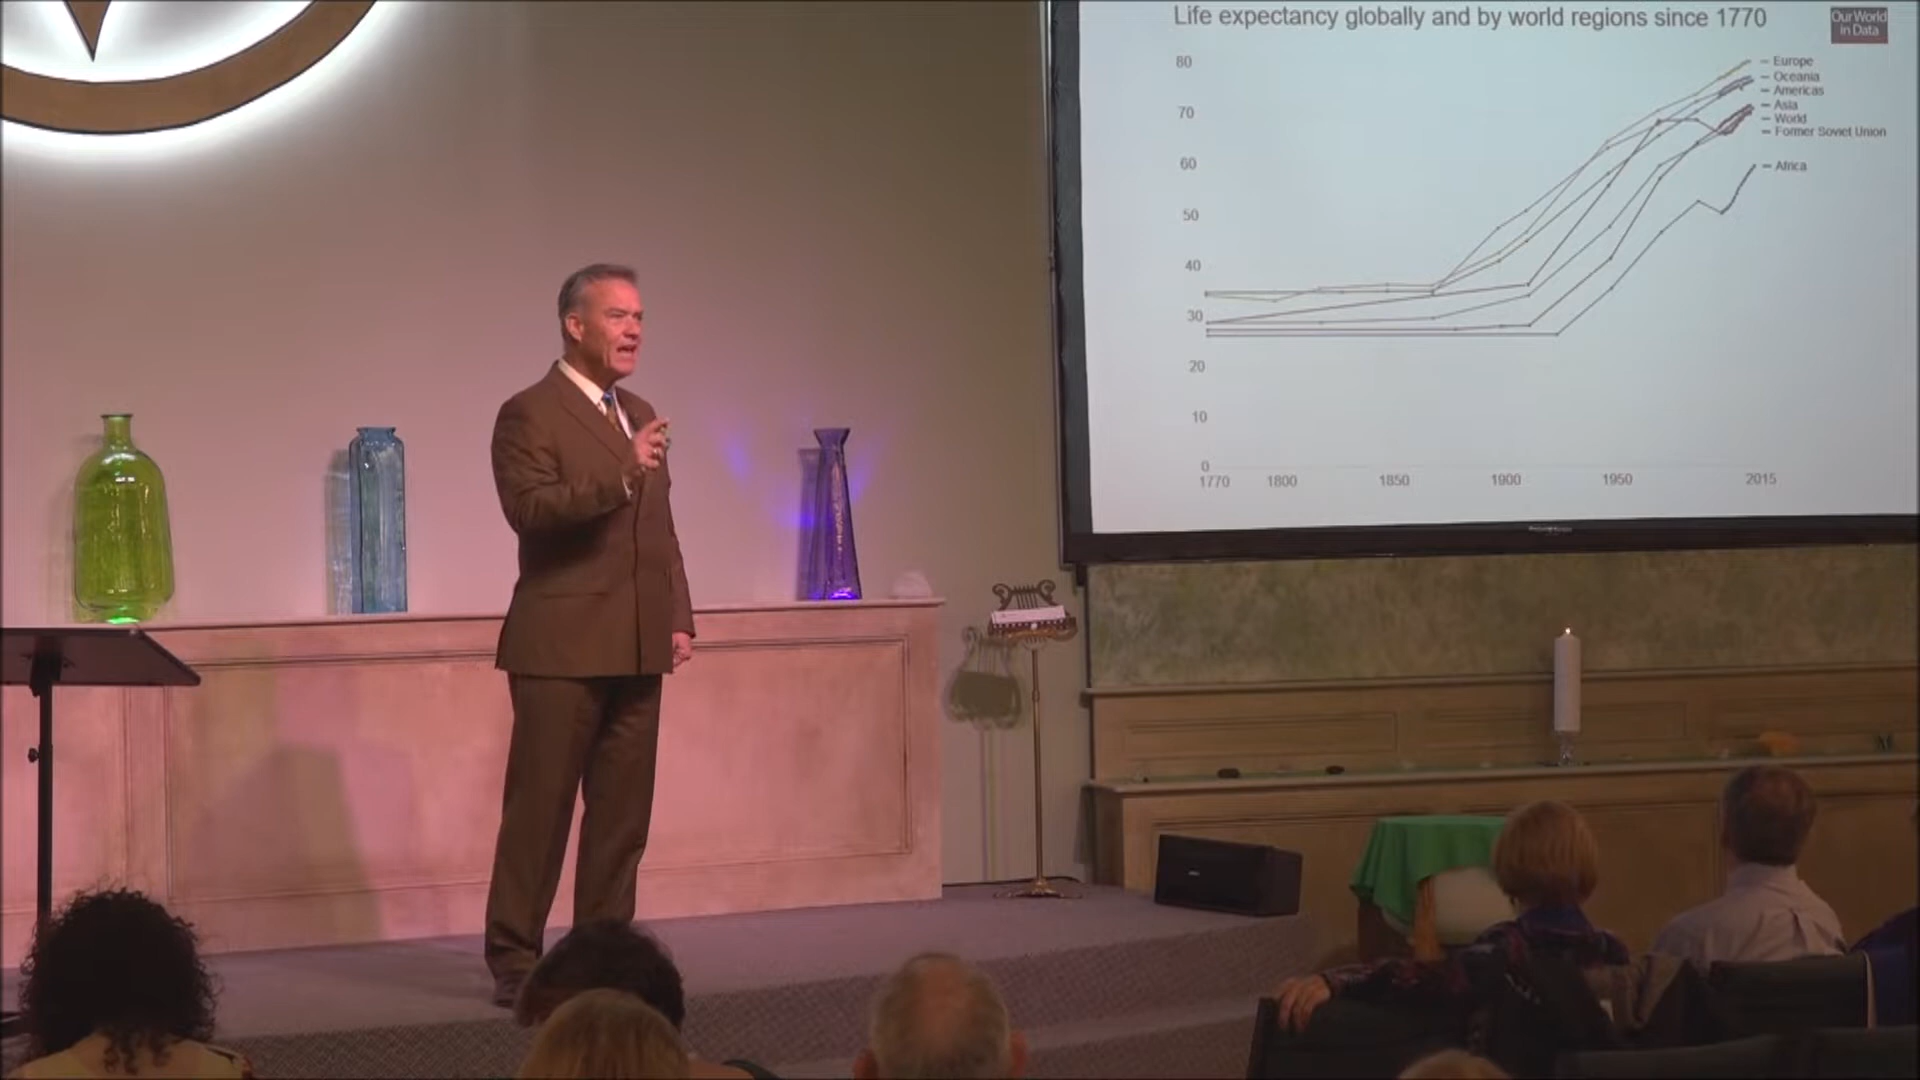 Life expectancy globally and by world regions since 1770
Our World
in Data
80
70
60
50
40
30
20
10
0
Europe
Oceania
Americas
Asia
World
Former Soviet Union
Africa
1770 1800 1850 1900 1950 2015